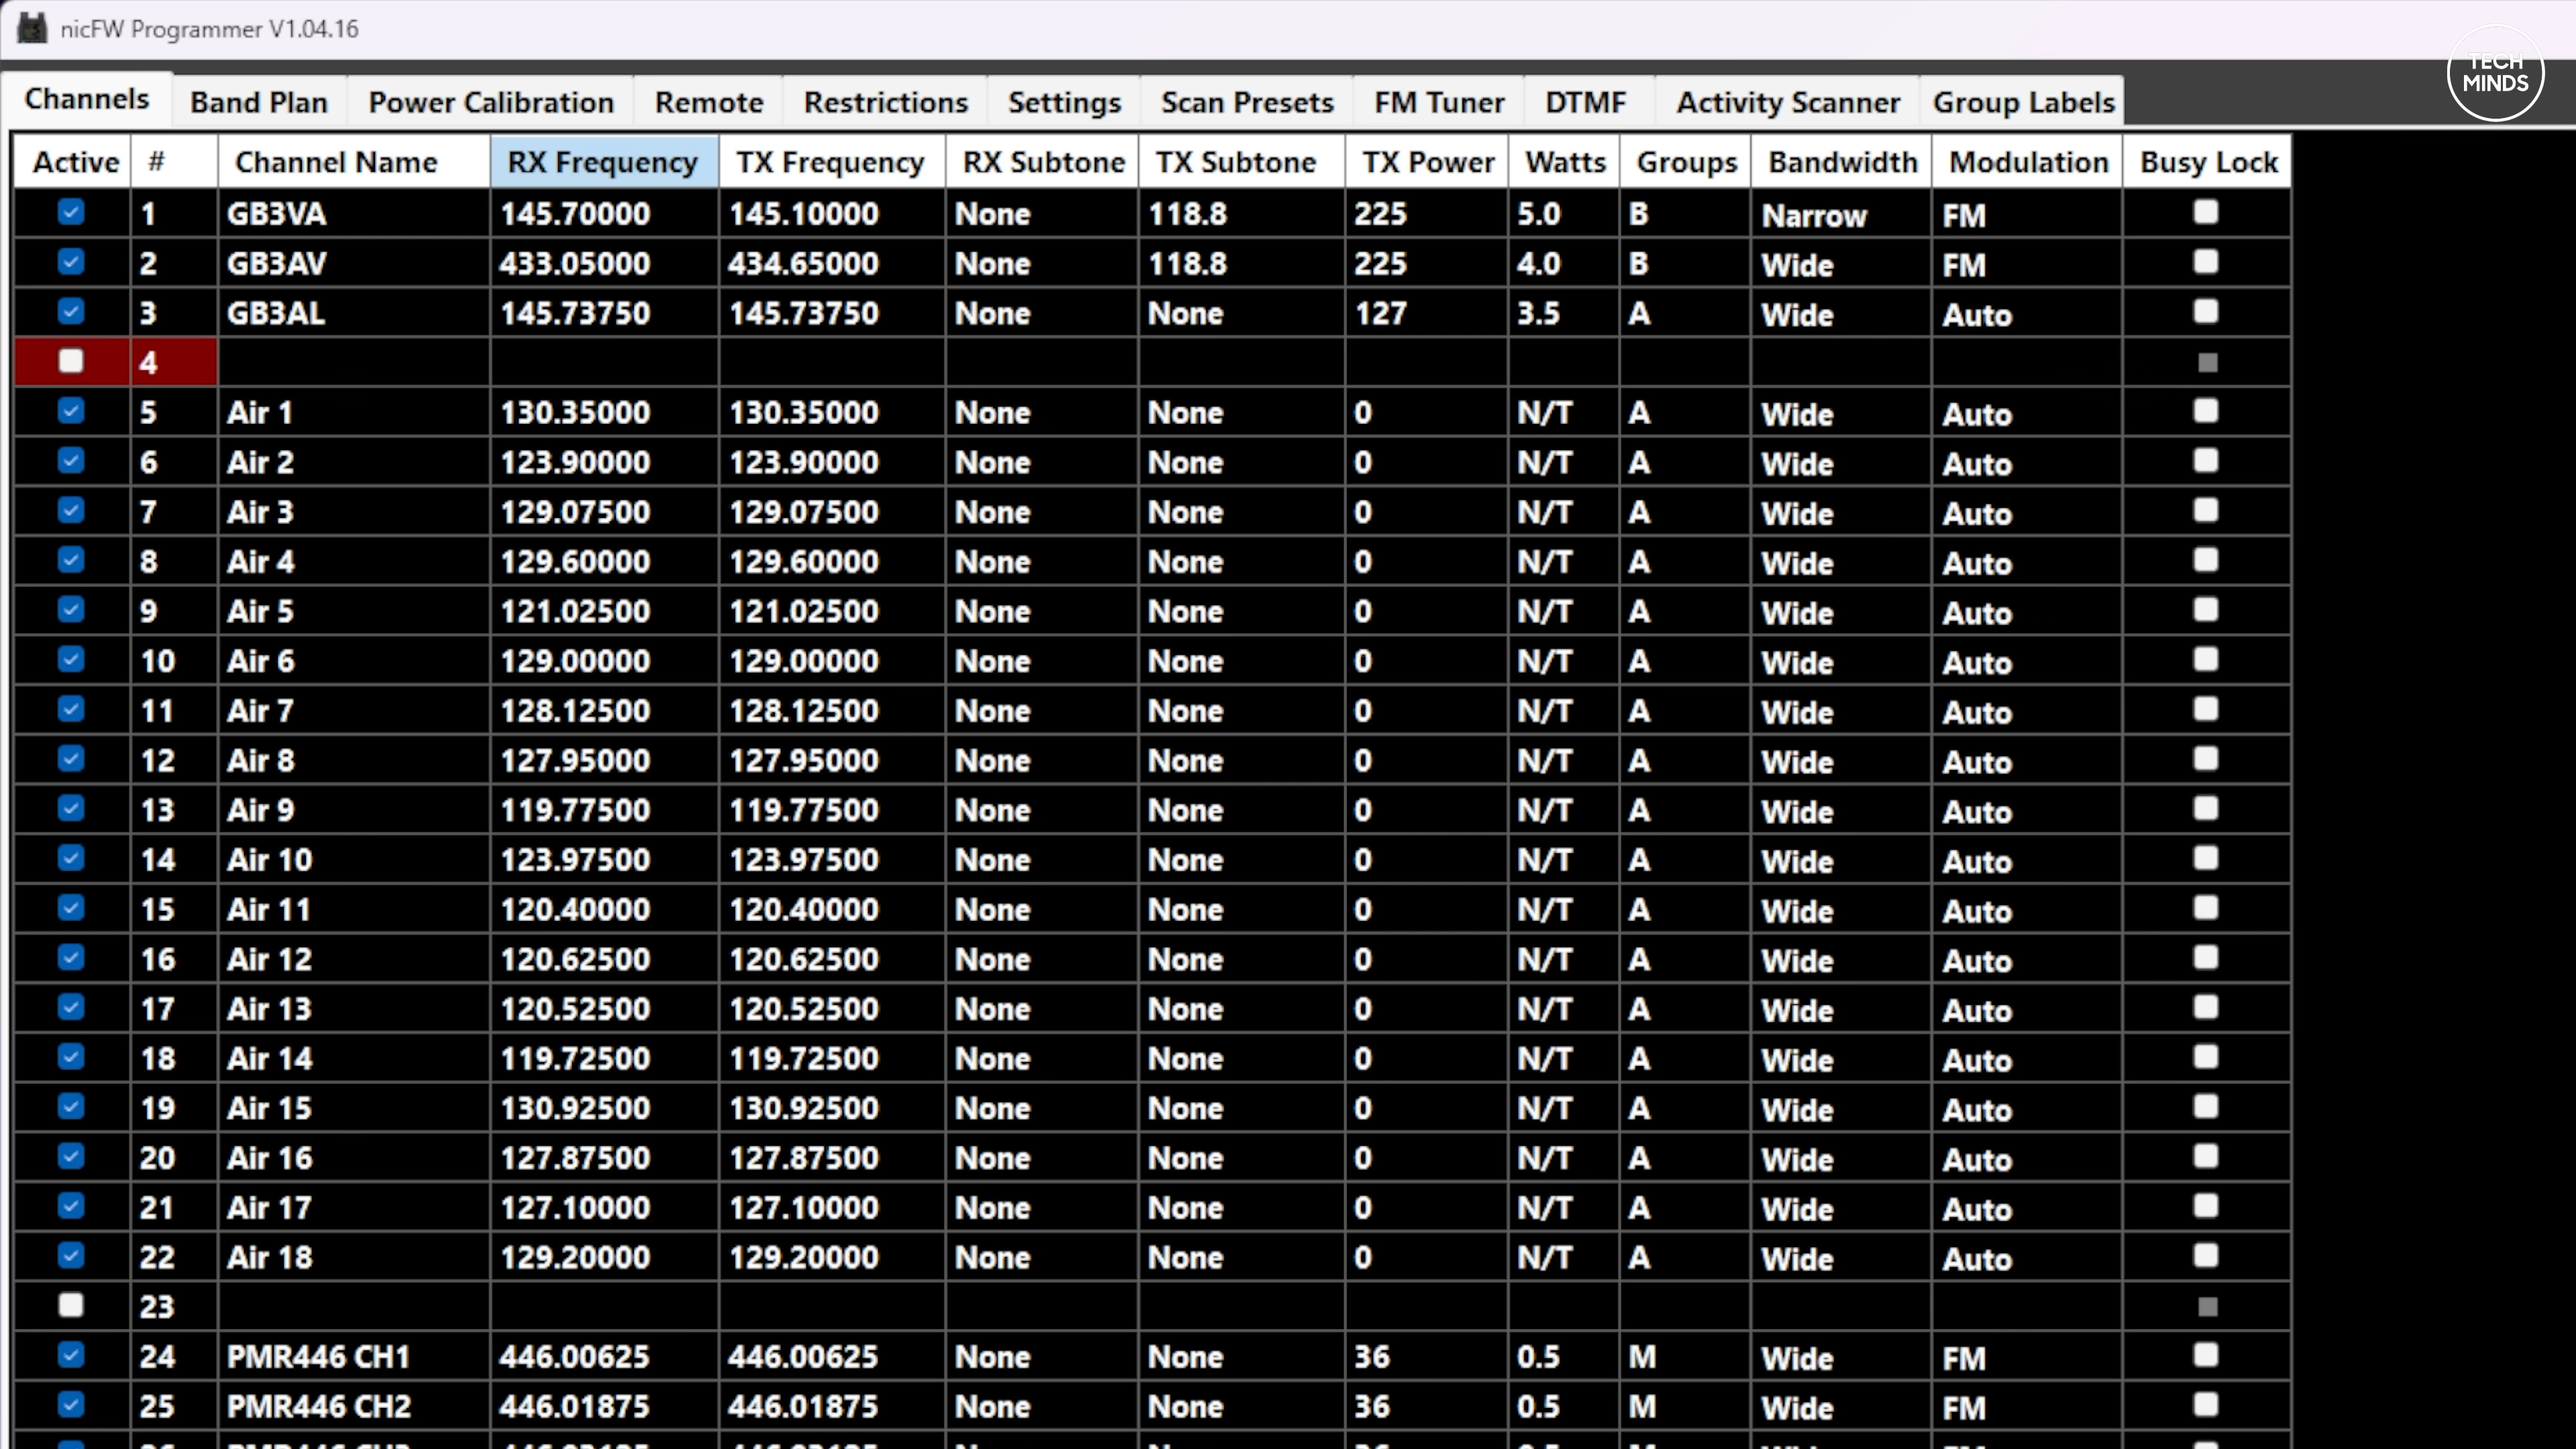 nicFW Programmer V1.04.16
TECH
MINDS
Channels Band Plan Power Calibration Remote Restrictions Settings Scan Presets FM Tuner DTMF Activity Scanner Group Labels
Active # Channel Name RX Frequency TX Frequency RX Subtone TX Subtone TX Power Watts Groups Bandwidth Modulation Busy Lock
1 GB3VA 145.70000 145.10000 None 118.8 225 5.0 B Narrow FM
2 GB3AV 433.05000 434.65000 None 118.8 225 4.0 B Wide FM
3 GB3AL 145.73750 145.73750 None None 127 3.5 A Wide Auto
4
5 Air 1 130.35000 130.35000 None None 0 N/T A Wide Auto
6 Air 2 123.90000 123.90000 None None 0 N/T A Wide Auto
7 Air 3 129.07500 129.07500 None None 0 N/T A Wide Auto
8 Air 4 129.60000 129.60000 None None 0 N/T A Wide Auto
9 Air 5 121.02500 121.02500 None None 0 N/T A Wide Auto
10 Air 6 129.00000 129.00000 None None 0 N/T A Wide Auto
11 Air 7 128.12500 128.12500 None None 0 N/T A Wide Auto
12 Air 8 127.95000 127.95000 None None 0 N/T A Wide Auto
13 Air 9 119.77500 119.77500 None None 0 N/T A Wide Auto
14 Air 10 123.97500 123.97500 None None 0 N/T A Wide Auto
15 Air 11 120.40000 120.40000 None None 0 N/T A Wide Auto
16 Air 12 120.62500 120.62500 None None 0 N/T A Wide Auto
17 Air 13 120.52500 120.52500 None None 0 N/T A Wide Auto
18 Air 14 119.72500 119.72500 None None 0 N/T A Wide Auto
19 Air 15 130.92500 130.92500 None None 0 N/T A Wide Auto
20 Air 16 127.87500 127.87500 None None 0 N/T A Wide Auto
21 Air 17 127.10000 127.10000 None None 0 N/T A Wide Auto
22 Air 18 129.20000 129.20000 None None 0 N/T A Wide Auto
23
24 PMR446 CH1 446.00625 446.00625 None None 36 0.5 M Wide FM
25 PMR446 CH2 446.01875 446.01875 None None 36 0.5 M Wide FM